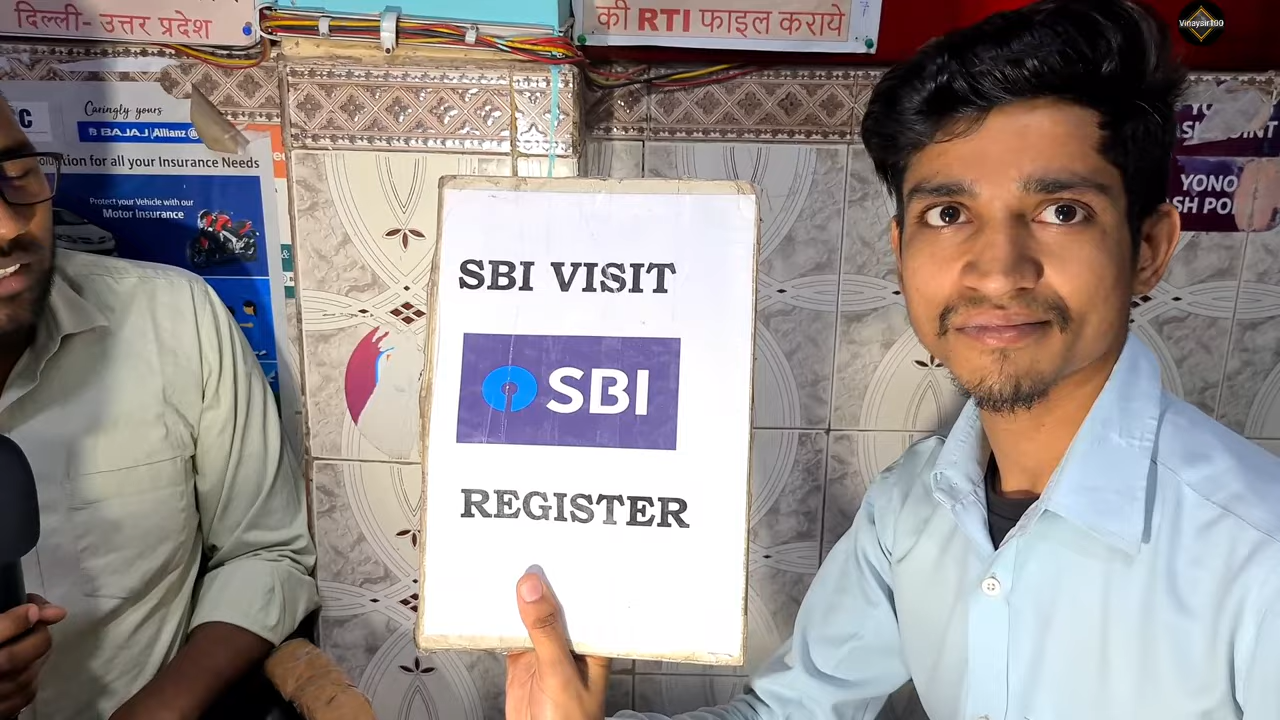 दिल्ली- उत्तर प्रदेश
की RTI फाइल कराये
Vinaysir100
Caringly yours
BAJAJ Allianz
tion for all your Insurance Needs
Protect your Vehicle with our
Motor Insurance
SBI VISIT
SBI
REGISTER
YONO